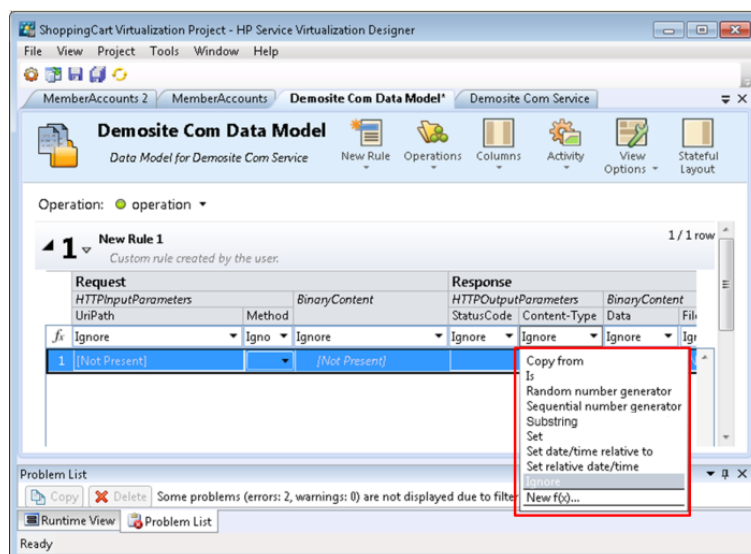 ShoppingCart Virtualization Project - HP Service Virtualization Designer
File View Project Tools Window Help
MemberAccounts 2 MemberAccounts Demosite Com Data Model* Demosite Com Service
Demosite Com Data Model
Data Model for Demosite Com Service
New Rule Operations Columns Activity View Options Stateful Layout
Operation: operation
1 New Rule 1 1 / 1 row
Custom rule created by the user.
Request Response
HTTPInputParameters BinaryContent HTTPOutputParameters BinaryContent
UriPath Method StatusCode Content-Type Data File
fx Ignore Igno Ignore Ignore Ignore Ignore Igr
1 [Not Present] [Not Present]
Copy from
Is
Random number generator
Sequential number generator
Substring
Set
Set date/time relative to
Set relative date/time
Ignore
New f(x)...
Problem List
Copy Delete Some problems (errors: 2, warnings: 0) are not displayed due to filter
Runtime View Problem List
Ready